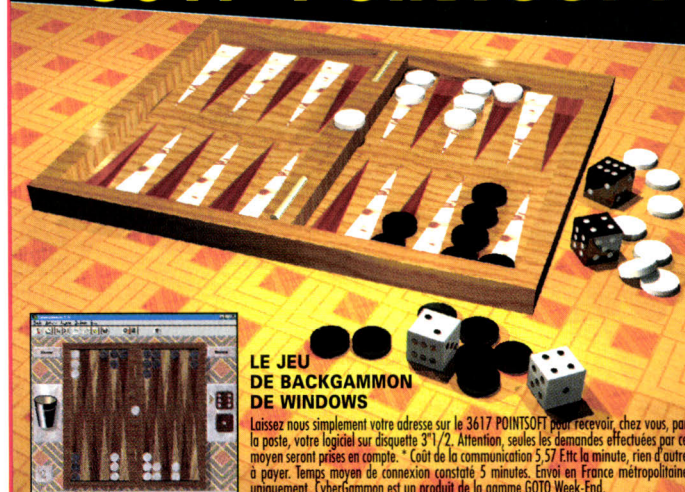 3617 POINTSOFT
LE JEU
DE BACKGAMMON
DE WINDOWS
Laissez nous simplement votre adresse sur le 3617 POINTSOFT pour recevoir, chez vous, par
la poste, votre logiciel sur disquette 3"1/2. Attention, seules les demandes effectuées par ce
moyen seront prises en compte. * Coût de la communication 5,57 F.ttc la minute, rien d'autre
à payer. Temps moyen de connexion constaté 5 minutes. Envoi en France métropolitaine
uniquement. CyberGammon est un produit de la gamme GOTO Week-End.